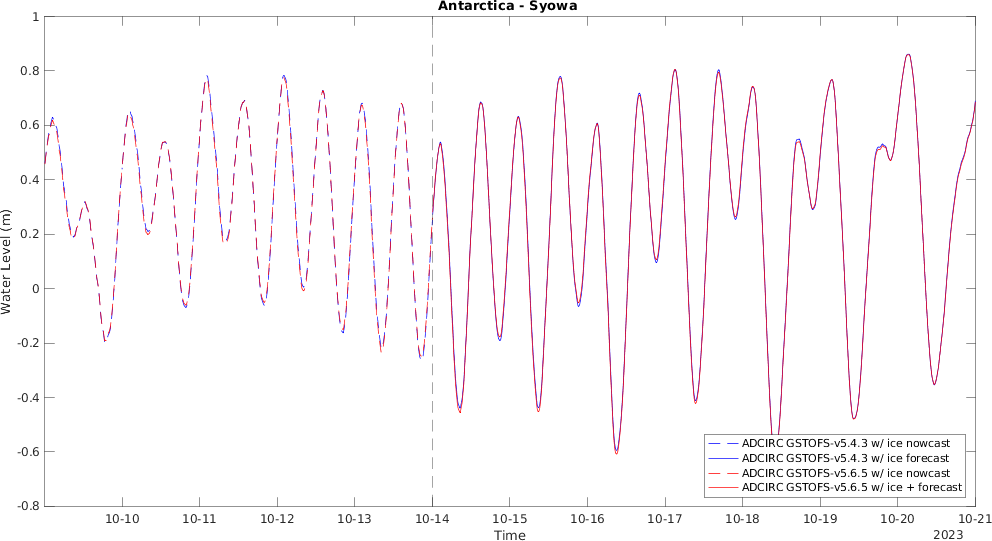 Antarctica - Syowa
1
0.8
0.6
0.4
0.2
0
-0.2
-0.4
-0.6
-0.8
Water Level (m)
ADCIRC GSTOFS-v5.4.3 w/ ice nowcast
ADCIRC GSTOFS-v5.4.3 w/ ice forecast
ADCIRC GSTOFS-v5.6.5 w/ ice nowcast
ADCIRC GSTOFS-v5.6.5 w/ ice + forecast
10-10 10-11 10-12 10-13 10-14 10-15 10-16 10-17 10-18 10-19 10-20 10-21
Time
2023